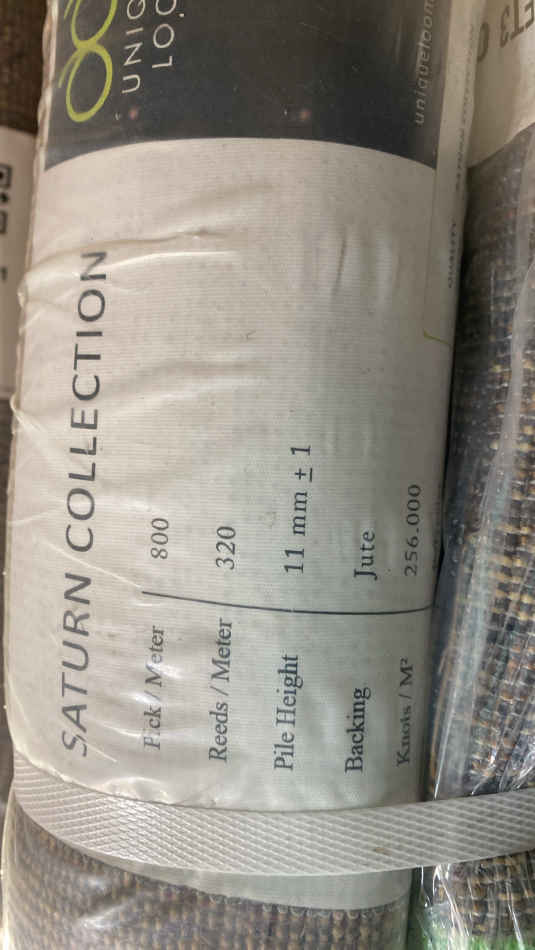 UNIQ
LOO
uniqueloom
SATURN COLLECTION
Pick / Meter 800
Reeds / Meter 320
Pile Height 11 mm ± 1
Backing Jute
Knots / M² 256.000